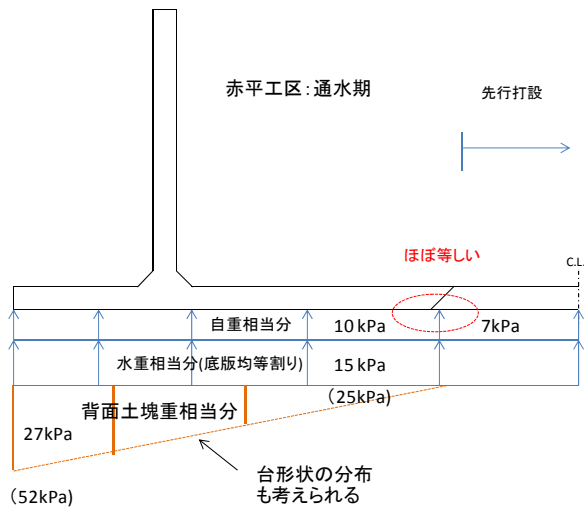 赤平工区：通水期
先行打設
ほぼ等しい
C.L.
自重相当分
10 kPa
7kPa
水重相当分(底版均等割り)
15 kPa
背面土塊重相当分
（25kPa)
27kPa
台形状の分布
も考えられる
（52kPa)